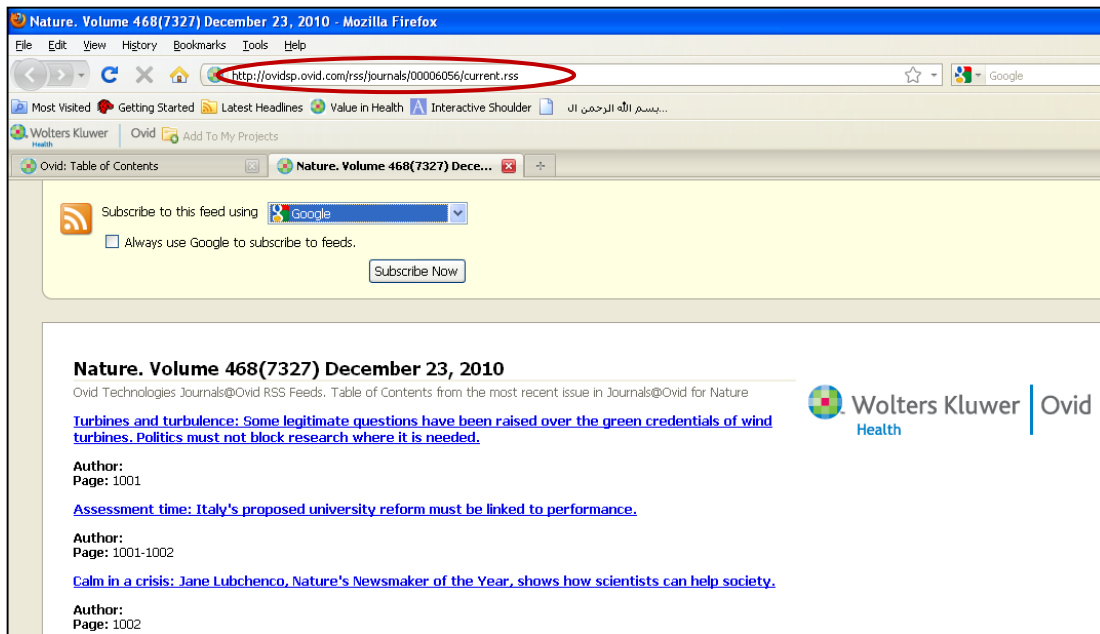 Nature. Volume 468(7327) December 23, 2010 - Mozilla Firefox
File Edit View History Bookmarks Tools Help
http://ovidsp.ovid.com/rss/journals/00006056/current.rss Google
Most Visited Getting Started Latest Headlines Value in Health Interactive Shoulder بسم الله الرحمن ال...
Wolters Kluwer Health Ovid Add To My Projects
Ovid: Table of Contents Nature. Volume 468(7327) Dece...
Subscribe to this feed using Google
Always use Google to subscribe to feeds.
Subscribe Now
Nature. Volume 468(7327) December 23, 2010
Ovid Technologies Journals@Ovid RSS Feeds. Table of Contents from the most recent issue in Journals@Ovid for Nature
Wolters Kluwer Ovid
Health
Turbines and turbulence: Some legitimate questions have been raised over the green credentials of wind
turbines. Politics must not block research where it is needed.
Author:
Page: 1001
Assessment time: Italy's proposed university reform must be linked to performance.
Author:
Page: 1001-1002
Calm in a crisis: Jane Lubchenco, Nature's Newsmaker of the Year, shows how scientists can help society.
Author:
Page: 1002